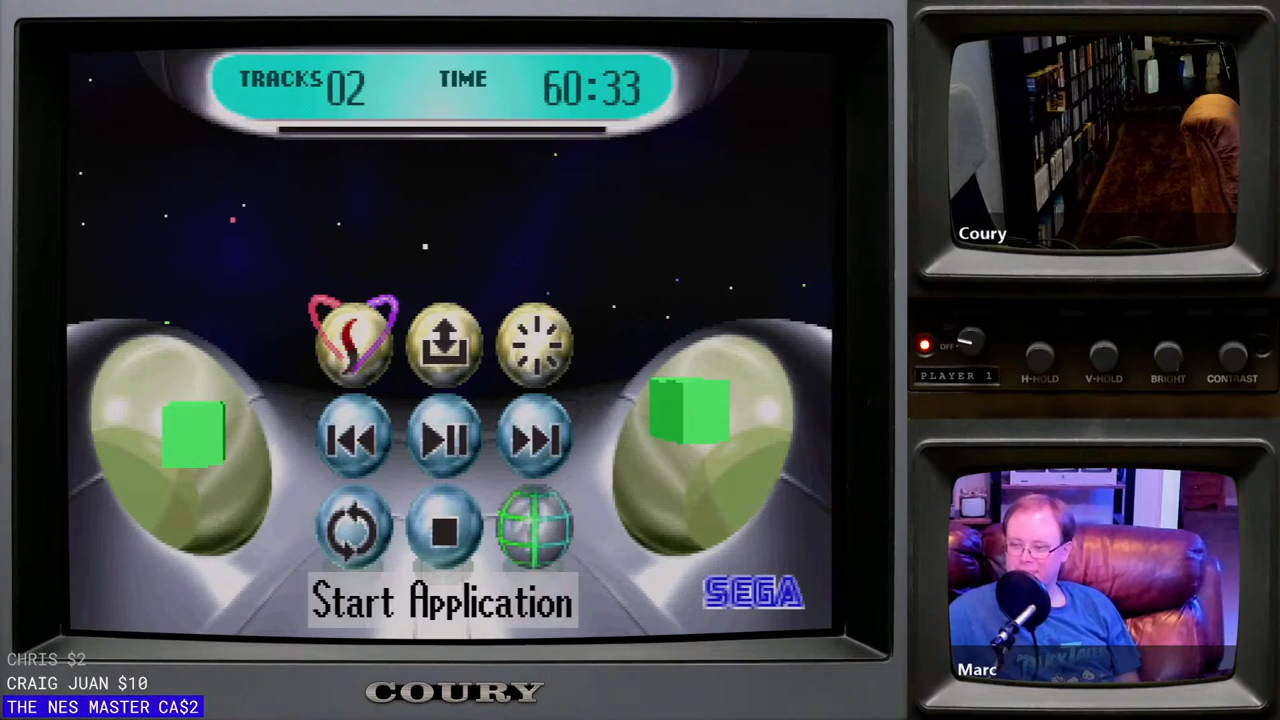 TRACKS 02 TIME 60:33
Start Application
SEGA
COURY
Coury
OFF
PLAYER 1
H-HOLD V-HOLD BRIGHT CONTRAST
Marc
CHRIS $2
CRAIG JUAN $10
THE NES MASTER CA$2